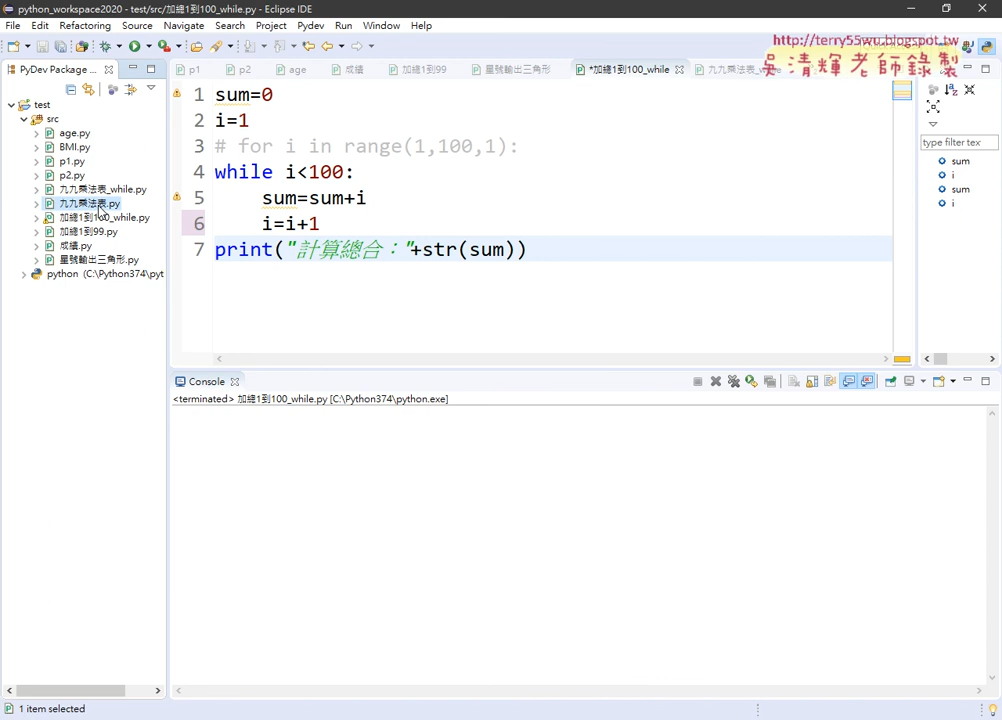 python_workspace2020 - test/src/加總1到100_while.py - Eclipse IDE
File Edit Source Refactoring Navigate Search Project Pydev Run Window Help
http://terry55wu.blogspot.tw
吳清輝老師錄製
PyDev Package ...
p1 p2 age 成績 加總1到99 星號輸出三角形 *加總1到100_while 九九乘法表_w
test
src
age.py
BMI.py
p1.py
p2.py
九九乘法表_while.py
九九乘法表.py
加總1到100_while.py
加總1到99.py
成績.py
星號輸出三角形.py
python (C:\Python374\pyt
1 sum=0
2 i=1
3 # for i in range(1,100,1):
4 while i<100:
5 sum=sum+i
6 i=i+1
7 print("計算總合："+str(sum))
type filter tex
sum
i
sum
i
Console
<terminated> 加總1到100_while.py [C:\Python374\python.exe]
1 item selected